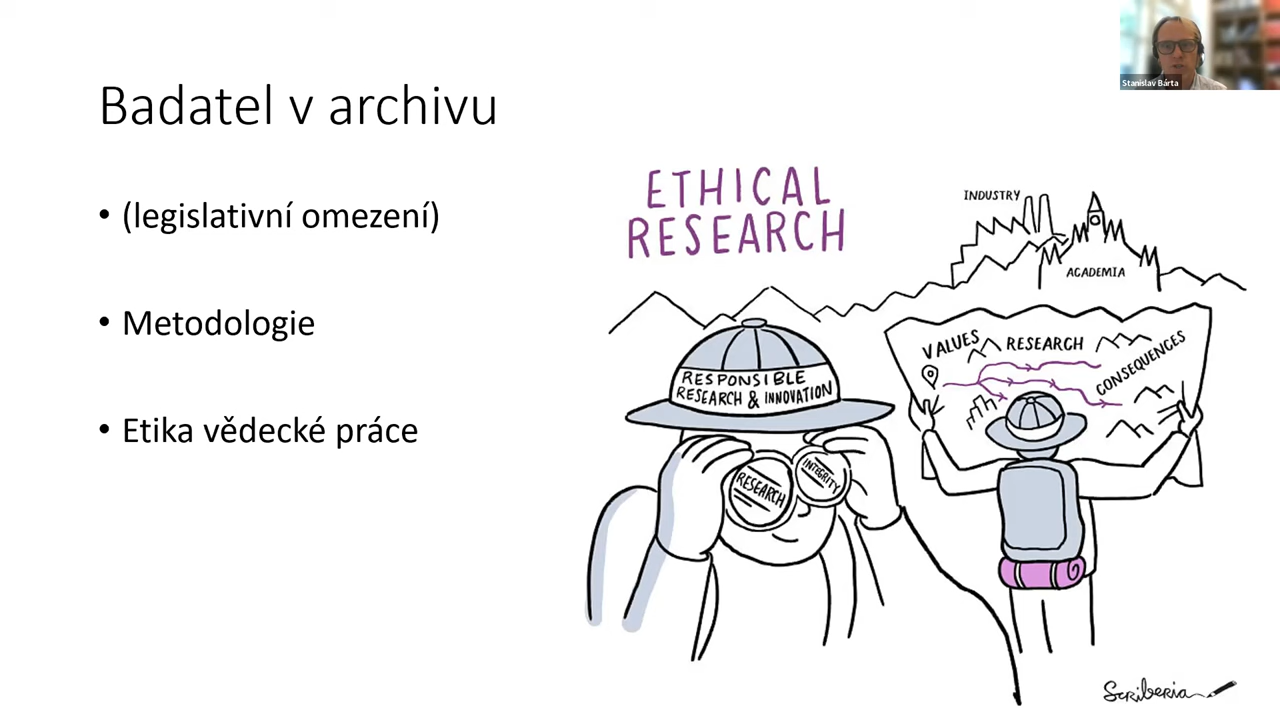 Stanislav Bárta
Badatel v archivu
• (legislativní omezení)
• Metodologie
• Etika vědecké práce
ETHICAL
RESEARCH
RESPONSIBLE
RESEARCH & INNOVATION
RESEARCH
INTEGRITY
INDUSTRY
ACADEMIA
VALUES
RESEARCH
CONSEQUENCES
Scriberia